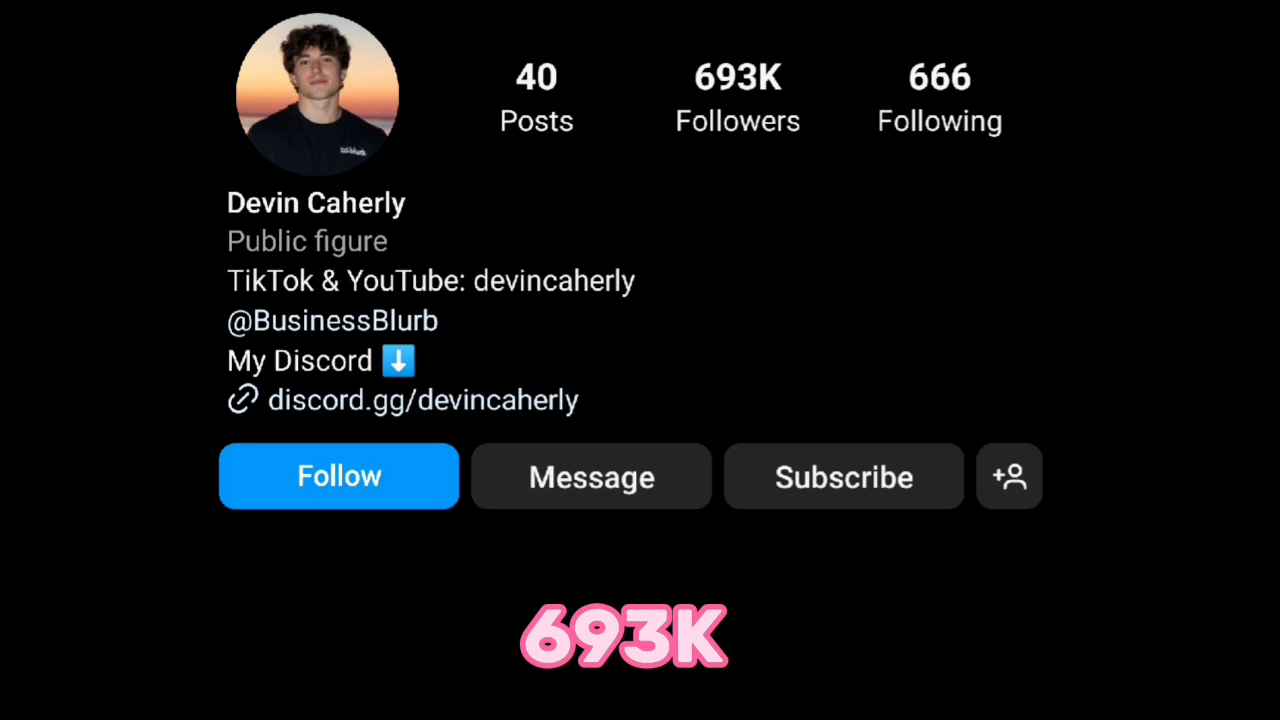 40 693K 666
Posts Followers Following
Devin Caherly
Public figure
TikTok & YouTube: devincaherly
@BusinessBlurb
My Discord ⬇️
discord.gg/devincaherly
Follow Message Subscribe
693K